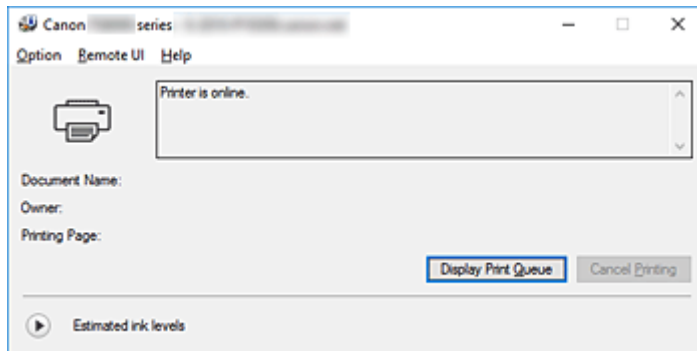 Canon series
Option Remote UI Help
Printer is online.
Document Name:
Owner:
Printing Page:
Display Print Queue Cancel Printing
Estimated ink levels